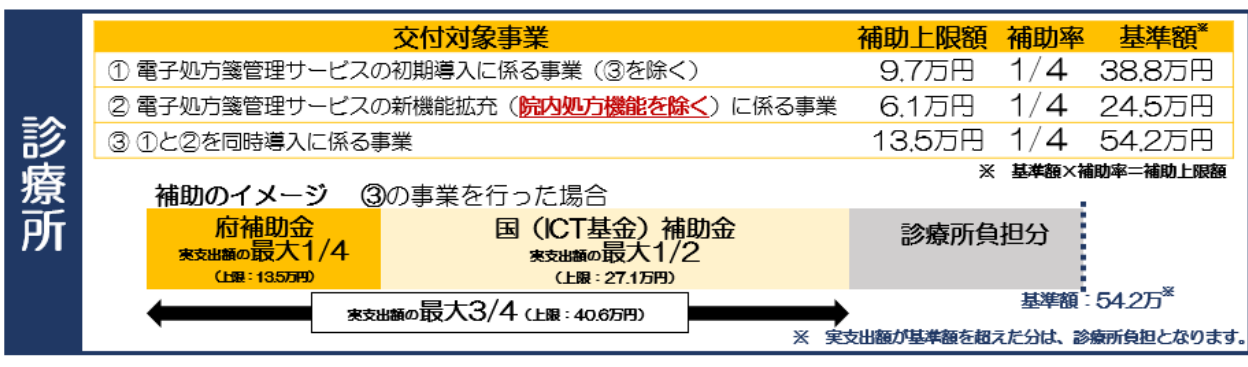 診療所
交付対象事業 補助上限額 補助率 基準額※
① 電子処方箋管理サービスの初期導入に係る事業（③を除く） 9.7万円 1/4 38.8万円
② 電子処方箋管理サービスの新機能拡充（院内処方機能を除く）に係る事業 6.1万円 1/4 24.5万円
③ ①と②を同時導入に係る事業 13.5万円 1/4 54.2万円
※ 基準額×補助率＝補助上限額
補助のイメージ ③の事業を行った場合
府補助金
実支出額の最大1/4
（上限：13.5万円）
国（ICT基金）補助金
実支出額の最大1/2
（上限：27.1万円）
診療所負担分
基準額：54.2万※
実支出額の最大3/4（上限：40.6万円）
※ 実支出額が基準額を超えた分は、診療所負担となります。